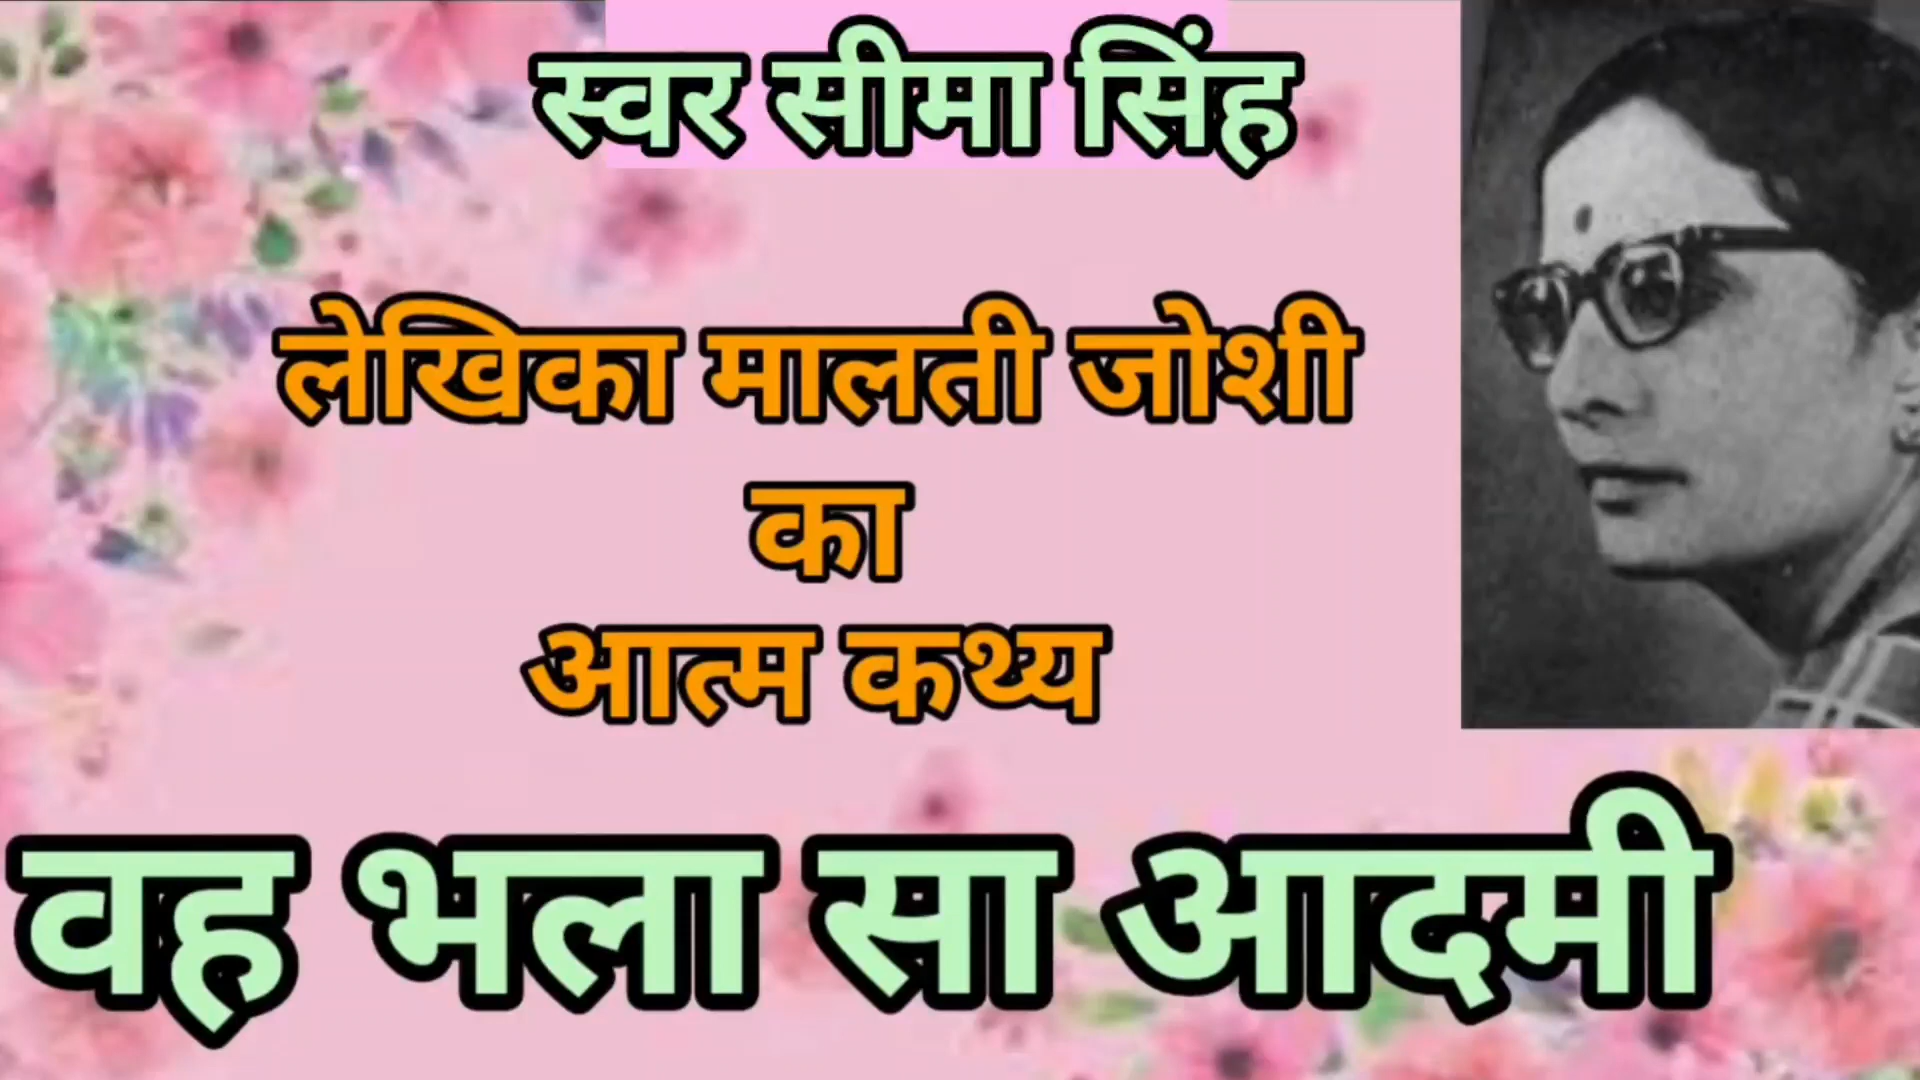 स्वर सीमा सिंह
लेखिका मालती जोशी
का
आत्म कथ्य
वह भला सा आदमी